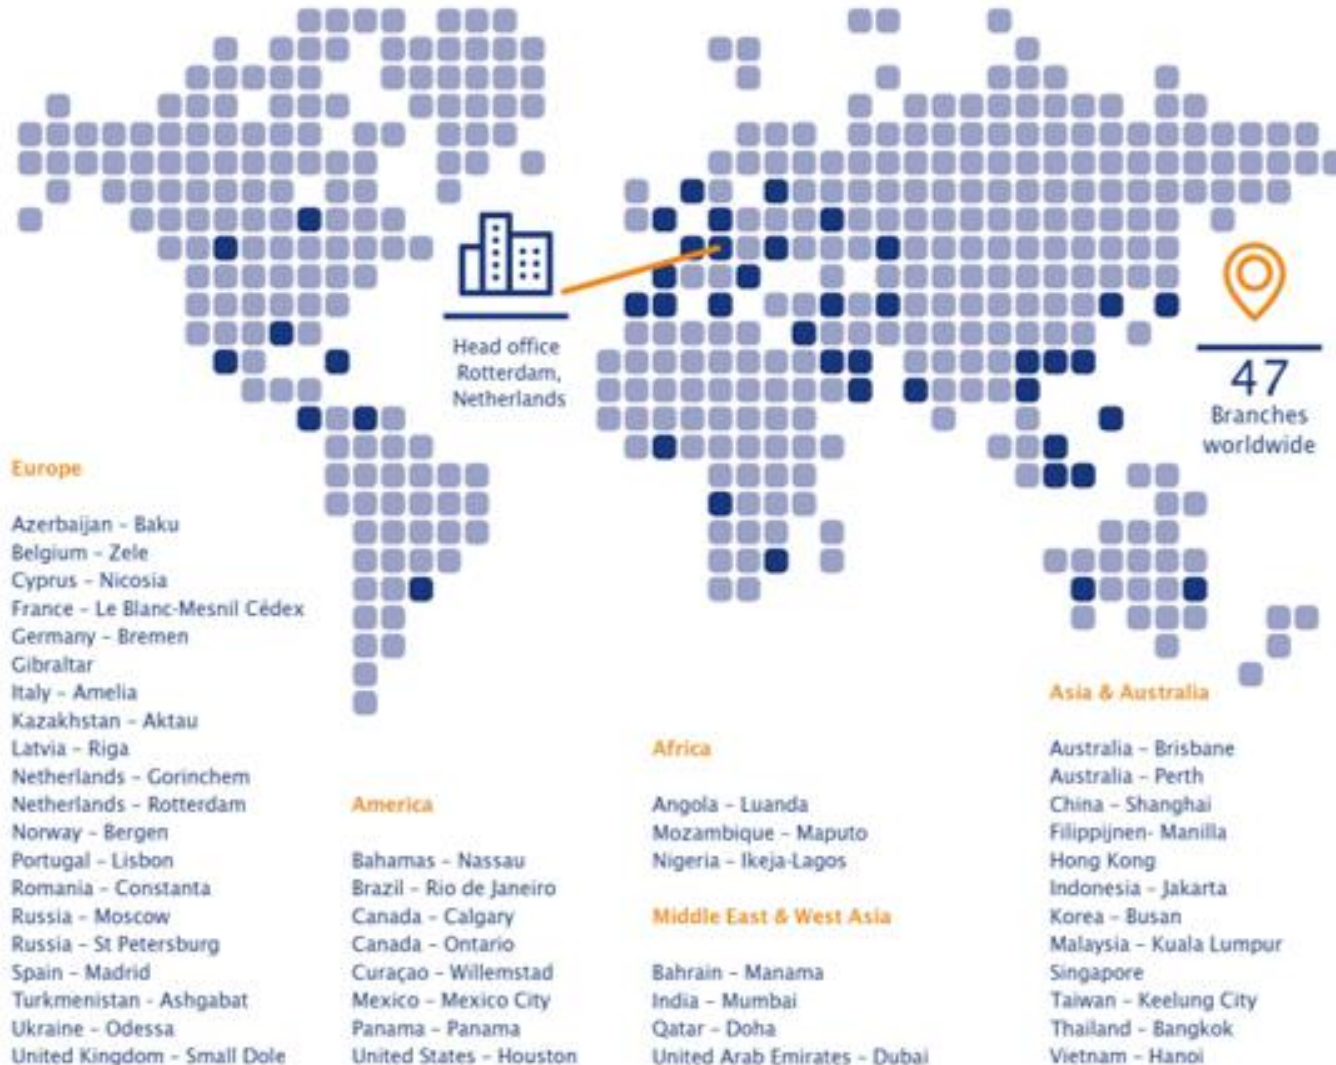 Head office
Rotterdam,
Netherlands
47
Branches
worldwide
Europe
Azerbaijan – Baku
Belgium – Zele
Cyprus – Nicosia
France – Le Blanc-Mesnil Cédex
Germany – Bremen
Gibraltar
Italy – Amelia
Kazakhstan – Aktau
Latvia – Riga
Netherlands – Gorinchem
Netherlands – Rotterdam
Norway – Bergen
Portugal – Lisbon
Romania – Constanta
Russia – Moscow
Russia – St Petersburg
Spain – Madrid
Turkmenistan - Ashgabat
Ukraine – Odessa
United Kingdom – Small Dole
America
Bahamas – Nassau
Brazil – Rio de Janeiro
Canada – Calgary
Canada – Ontario
Curaçao – Willemstad
Mexico – Mexico City
Panama – Panama
United States – Houston
Africa
Angola – Luanda
Mozambique – Maputo
Nigeria – Ikeja-Lagos
Middle East & West Asia
Bahrain – Manama
India – Mumbai
Qatar – Doha
United Arab Emirates – Dubai
Asia & Australia
Australia – Brisbane
Australia – Perth
China – Shanghai
Filippijnen- Manilla
Hong Kong
Indonesia – Jakarta
Korea – Busan
Malaysia – Kuala Lumpur
Singapore
Taiwan – Keelung City
Thailand – Bangkok
Vietnam – Hanoi